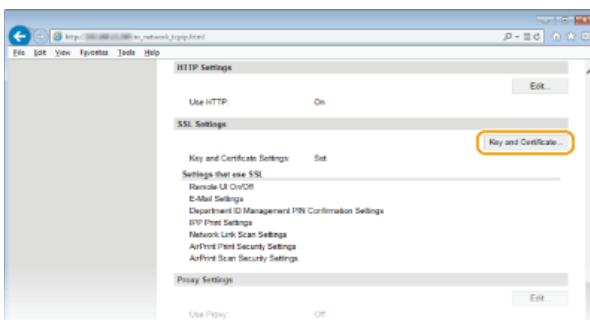 http://
m_network_tcpip.html
File Edit View Favorites Tools Help
HTTP Settings
Edit...
Use HTTP: On
SSL Settings
Key and Certificate...
Key and Certificate Settings: Set
Settings that use SSL
Remote UI On/Off
E-Mail Settings
Department ID Management PIN Confirmation Settings
IPP Print Settings
Network Link Scan Settings
AirPrint Print Security Settings
AirPrint Scan Security Settings
Proxy Settings
Edit...
Use Proxy: Off